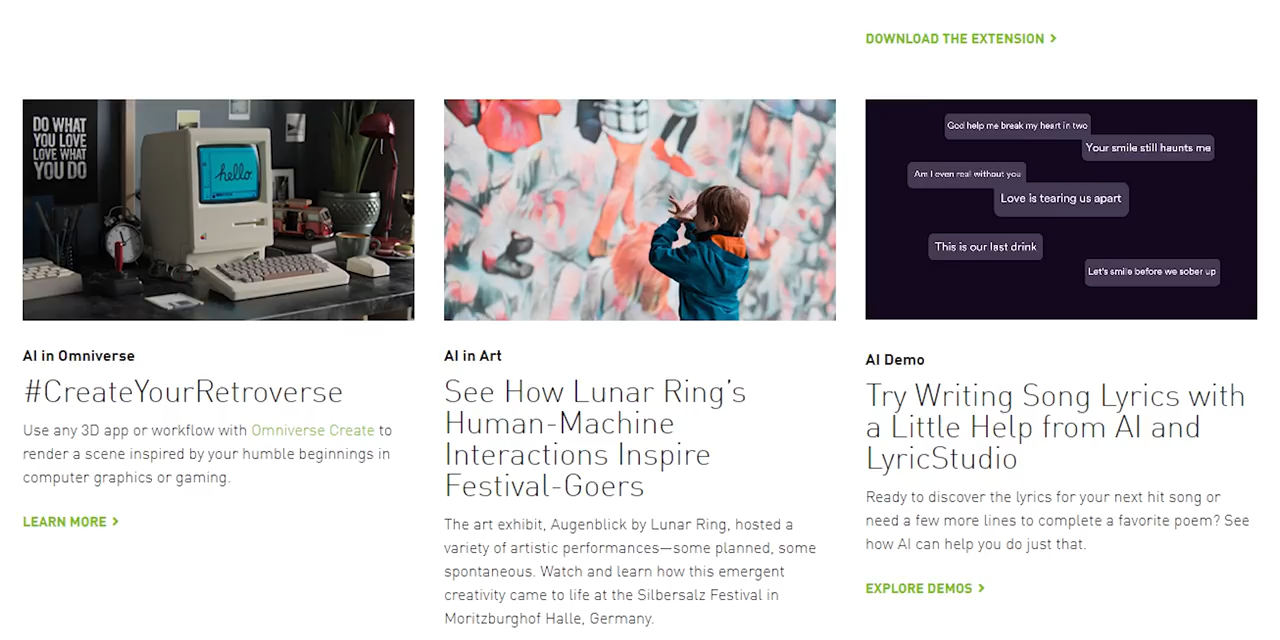 DOWNLOAD THE EXTENSION >
DO WHAT
YOU LOVE
LOVE WHAT
YOU DO
hello.
AI in Omniverse
#CreateYourRetroverse
Use any 3D app or workflow with Omniverse Create to
render a scene inspired by your humble beginnings in
computer graphics or gaming.
LEARN MORE >
AI in Art
See How Lunar Ring's
Human-Machine
Interactions Inspire
Festival-Goers
The art exhibit, Augenblick by Lunar Ring, hosted a
variety of artistic performances—some planned, some
spontaneous. Watch and learn how this emergent
creativity came to life at the Silbersalz Festival in
Moritzburghof Halle, Germany.
God help me break my heart in two
Your smile still haunts me
Am I even real without you
Love is tearing us apart
This is our last drink
Let's smile before we sober up
AI Demo
Try Writing Song Lyrics with
a Little Help from AI and
LyricStudio
Ready to discover the lyrics for your next hit song or
need a few more lines to complete a favorite poem? See
how AI can help you do just that.
EXPLORE DEMOS >